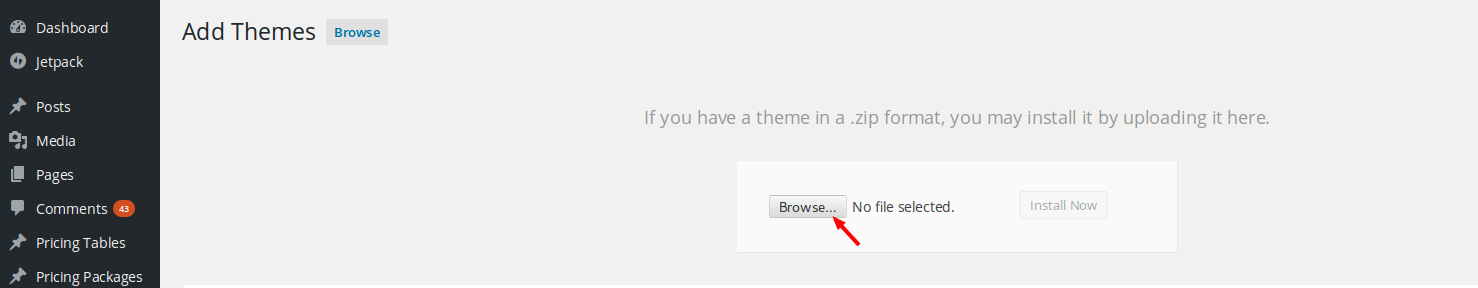 Dashboard
Jetpack
Posts
Media
Pages
Comments 43
Pricing Tables
Pricing Packages
Add Themes Browse
If you have a theme in a .zip format, you may install it by uploading it here.
Browse... No file selected. Install Now